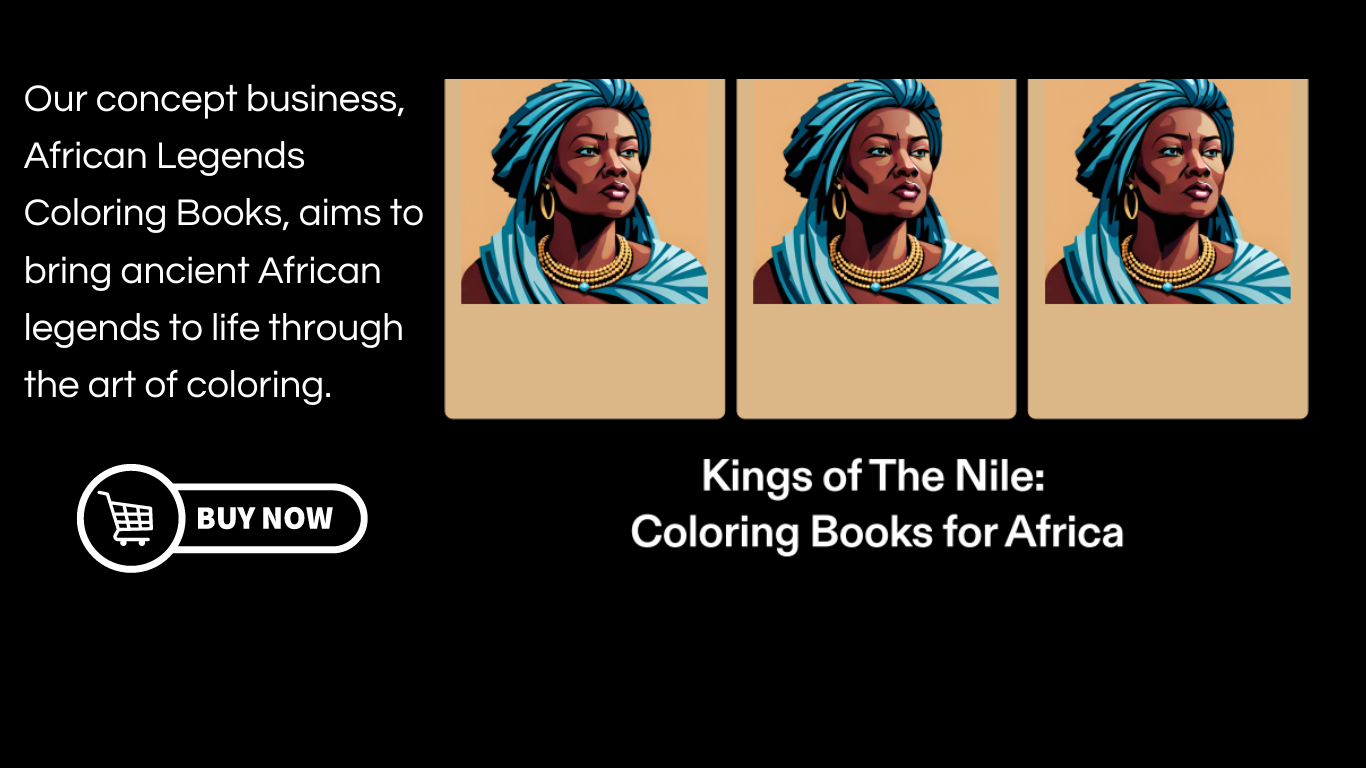 Our concept business,
African Legends
Coloring Books, aims to
bring ancient African
legends to life through
the art of coloring.
BUY NOW
Kings of The Nile:
Coloring Books for Africa